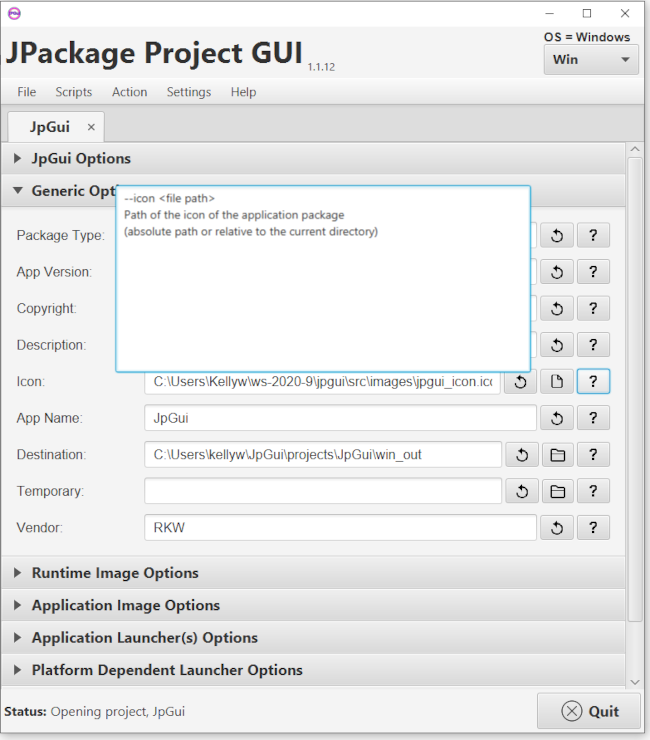 JPackage Project GUI
1.1.12
OS = Windows
Win
File Scripts Action Settings Help
JpGui ×
JpGui Options
Generic Opt
--icon <file path>
Path of the icon of the application package
(absolute path or relative to the current directory)
Package Type: ?
App Version: ?
Copyright: ?
Description: ?
Icon: C:\Users\Kellyw\ws-2020-9\jpgui\src\images\jpgui_icon.ico ?
App Name: JpGui ?
Destination: C:\Users\kellyw\JpGui\projects\JpGui\win_out ?
Temporary: ?
Vendor: RKW ?
Runtime Image Options
Application Image Options
Application Launcher(s) Options
Platform Dependent Launcher Options
Status: Opening project, JpGui
Quit